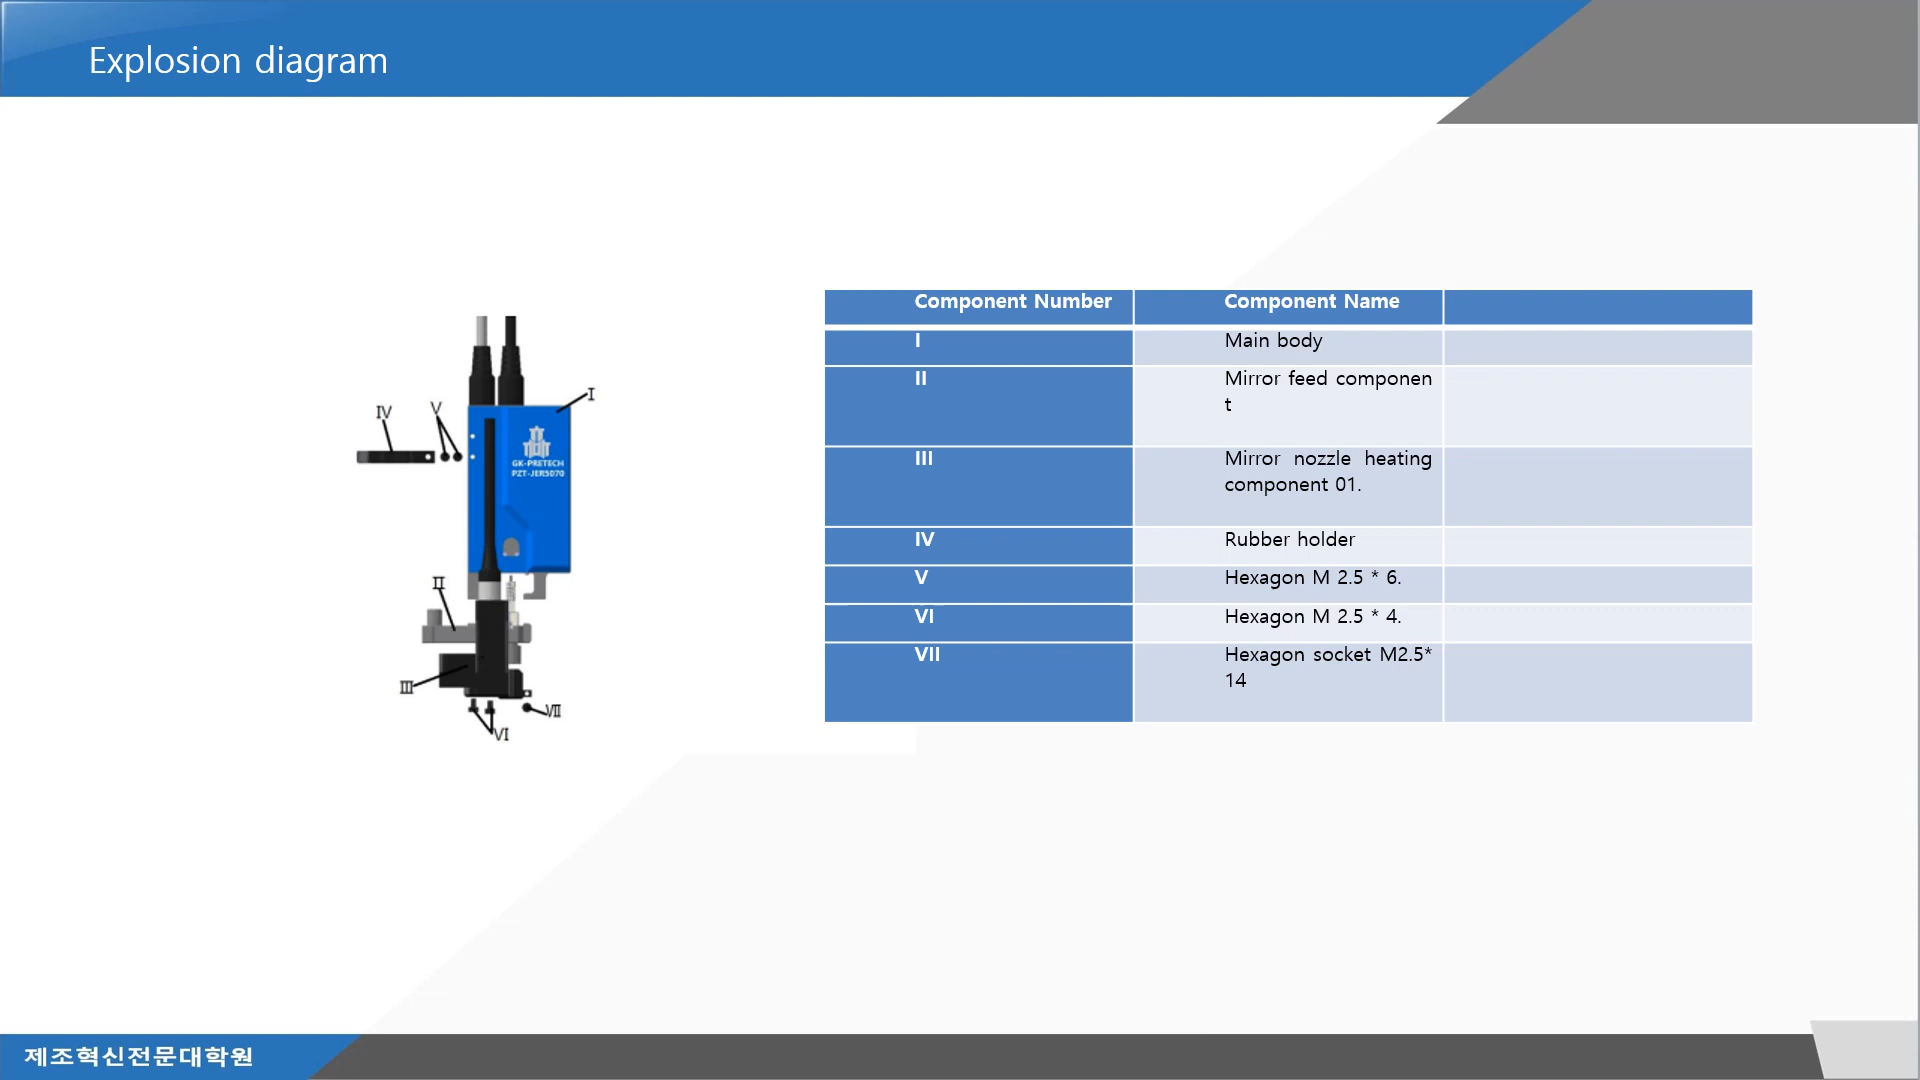 Explosion diagram
I
IV
V
GK-PRETECH
PZT-JER5070
II
III
VII
VI
Component Number
Component Name
I
Main body
II
Mirror feed componen
t
III
Mirror nozzle heating
component 01.
IV
Rubber holder
V
Hexagon M 2.5 * 6.
VI
Hexagon M 2.5 * 4.
VII
Hexagon socket M2.5*
14
제조혁신전문대학원